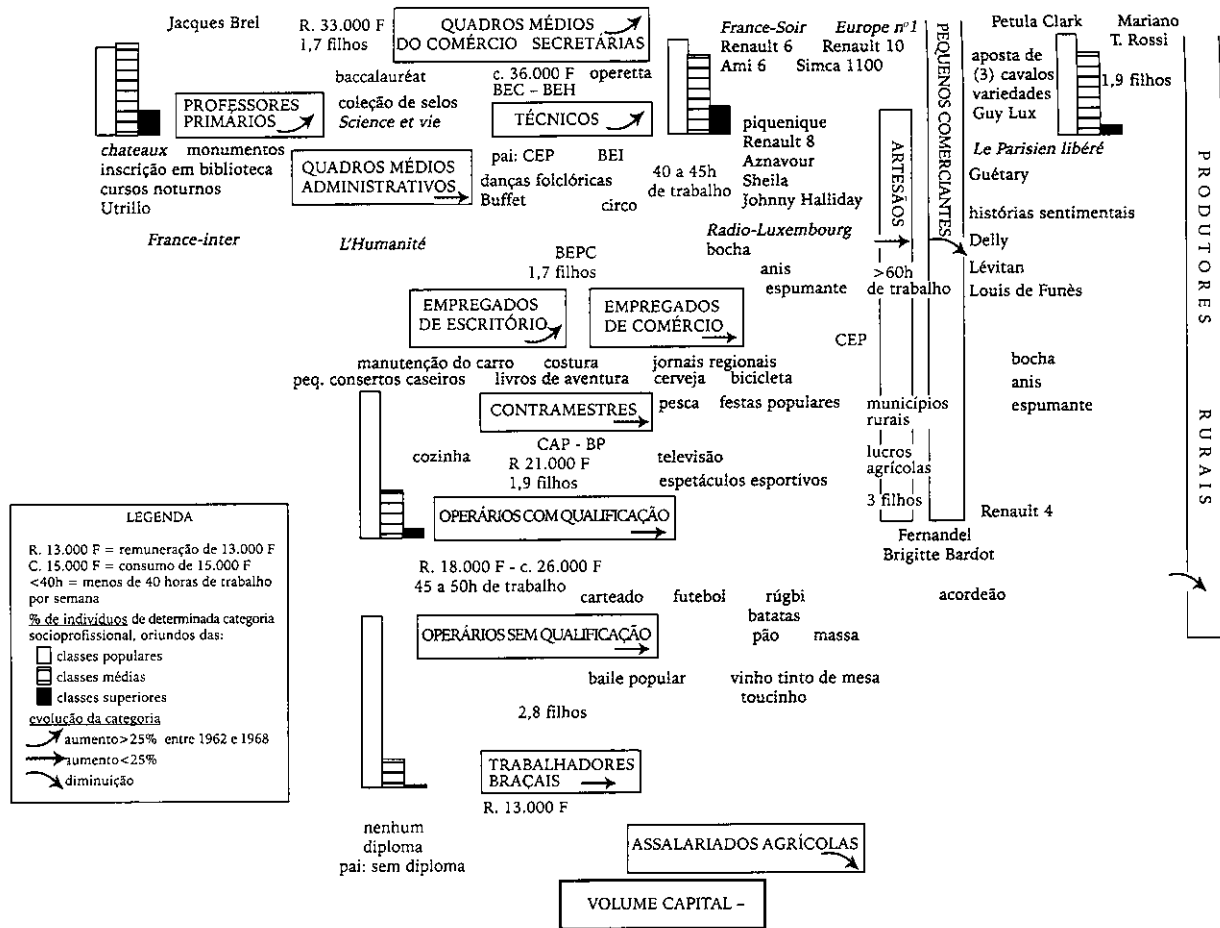 Jacques Brel
R. 33.000 F
1,7 filhos
QUADROS MÉDIOS
DO COMÉRCIO SECRETÁRIAS
France-Soir Europe nº 1
Renault 6 Renault 10
Ami 6 Simca 1100
PEQUENOS COMERCIANTES
Petula Clark Mariano
T. Rossi
aposta de
(3) cavalos
variedades
Guy Lux
1,9 filhos
baccalauréat
c. 36.000 F operetta
BEC – BEH
PROFESSORES
PRIMÁRIOS
coleção de selos
Science et vie
TÉCNICOS
piquenique
Renault 8
Aznavour
Sheila
Johnny Halliday
ARTESÃOS
Le Parisien libéré
Guétary
PRODUTORES RURAIS
chateaux monumentos
inscrição em biblioteca
cursos noturnos
Utrillo
QUADROS MÉDIOS
ADMINISTRATIVOS
pai: CEP BEI
danças folclóricas
Buffet circo
40 a 45h
de trabalho
histórias sentimentais
Delly
Lévitan
Louis de Funès
France-inter L'Humanité
Radio-Luxembourg
bocha
BEPC
1,7 filhos
anis
espumante
>60h
de trabalho
EMPREGADOS
DE ESCRITÓRIO
EMPREGADOS
DE COMÉRCIO
CEP
manutenção do carro costura jornais regionais
peq. consertos caseiros livros de aventura cerveja bicicleta
bocha
anis
espumante
CONTRAMESTRES
pesca festas populares
municípios
rurais
CAP - BP
cozinha
R 21.000 F
televisão
1,9 filhos
espetáculos esportivos
lucros
agrícolas
3 filhos
OPERÁRIOS COM QUALIFICAÇÃO
Renault 4
Fernandel
Brigitte Bardot
LEGENDA
R. 13.000 F = remuneração de 13.000 F
C. 15.000 F = consumo de 15.000 F
<40h = menos de 40 horas de trabalho
por semana
% de indivíduos de determinada categoria
socioprofissional, oriundos das:
classes populares
classes médias
classes superiores
evolução da categoria
aumento>25% entre 1962 e 1968
aumento<25%
diminuição
R. 18.000 F - c. 26.000 F
45 a 50h de trabalho
carteado futebol rúgbi
acordeão
batatas
OPERÁRIOS SEM QUALIFICAÇÃO
pão massa
baile popular vinho tinto de mesa
toucinho
2,8 filhos
TRABALHADORES
BRAÇAIS
R. 13.000 F
nenhum
diploma
pai: sem diploma
ASSALARIADOS AGRÍCOLAS
VOLUME CAPITAL –